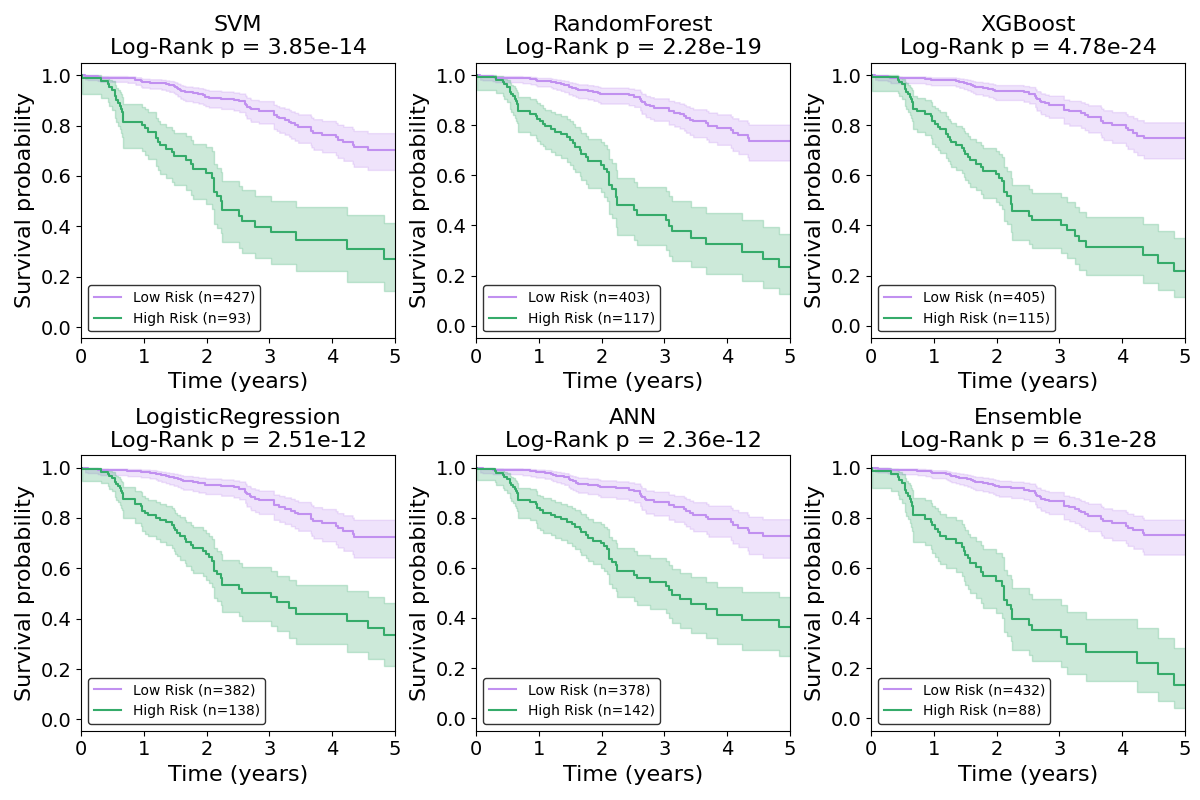 SVM
Log-Rank p = 3.85e-14
Survival probability
1.0
0.8
0.6
0.4
0.2
0.0
Low Risk (n=427)
High Risk (n=93)
0 1 2 3 4 5
Time (years)
RandomForest
Log-Rank p = 2.28e-19
Survival probability
1.0
0.8
0.6
0.4
0.2
0.0
Low Risk (n=403)
High Risk (n=117)
0 1 2 3 4 5
Time (years)
XGBoost
Log-Rank p = 4.78e-24
Survival probability
1.0
0.8
0.6
0.4
0.2
0.0
Low Risk (n=405)
High Risk (n=115)
0 1 2 3 4 5
Time (years)
LogisticRegression
Log-Rank p = 2.51e-12
Survival probability
1.0
0.8
0.6
0.4
0.2
0.0
Low Risk (n=382)
High Risk (n=138)
0 1 2 3 4 5
Time (years)
ANN
Log-Rank p = 2.36e-12
Survival probability
1.0
0.8
0.6
0.4
0.2
0.0
Low Risk (n=378)
High Risk (n=142)
0 1 2 3 4 5
Time (years)
Ensemble
Log-Rank p = 6.31e-28
Survival probability
1.0
0.8
0.6
0.4
0.2
0.0
Low Risk (n=432)
High Risk (n=88)
0 1 2 3 4 5
Time (years)